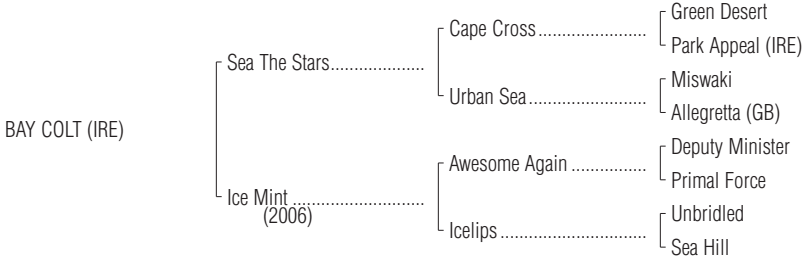 Green Desert
Cape Cross.......................
Park Appeal (IRE)
Sea The Stars....................
Miswaki
Urban Sea.........................
Allegretta (GB)
BAY COLT (IRE)
Deputy Minister
Awesome Again ................
Primal Force
Ice Mint ............................
(2006)
Unbridled
Icelips ...............................
Sea Hill